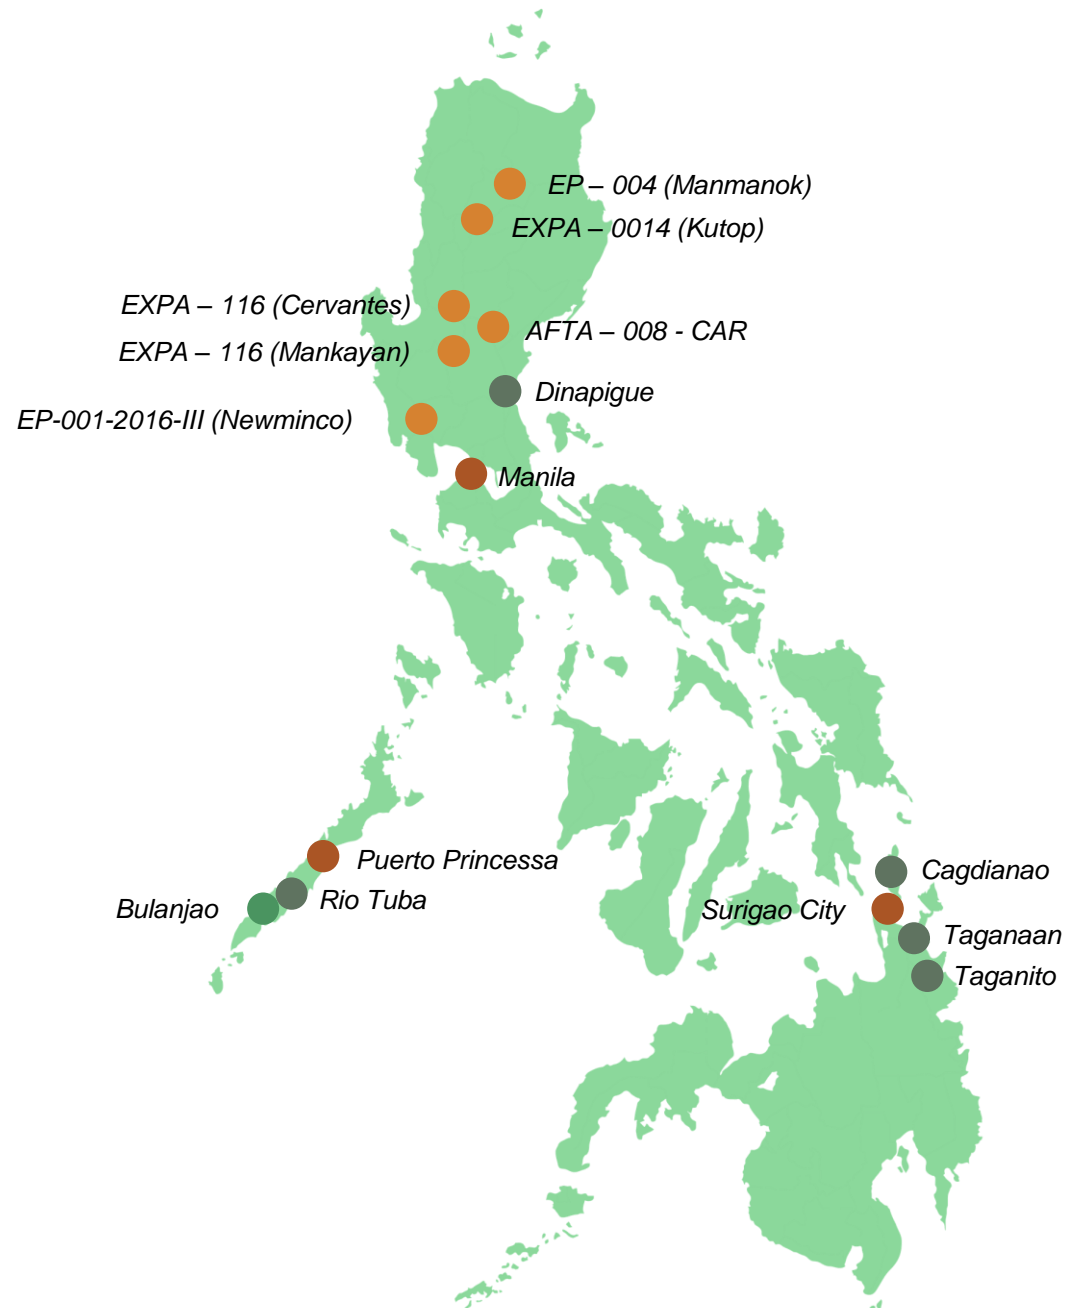 EP – 004 (Manmanok)
EXPA – 0014 (Kutop)
EXPA – 116 (Cervantes)
AFTA – 008 - CAR
EXPA – 116 (Mankayan)
Dinapigue
EP-001-2016-III (Newminco)
Manila
Puerto Princessa
Cagdianao
Rio Tuba
Bulanjao
Surigao City
Taganaan
Taganito